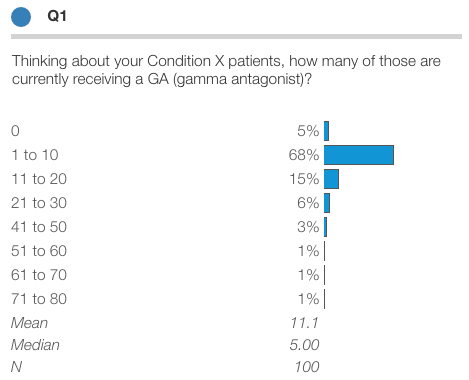 Q1
Thinking about your Condition X patients, how many of those are
currently receiving a GA (gamma antagonist)?
0 5%
1 to 10 68%
11 to 20 15%
21 to 30 6%
41 to 50 3%
51 to 60 1%
61 to 70 1%
71 to 80 1%
Mean 11.1
Median 5.00
N 100